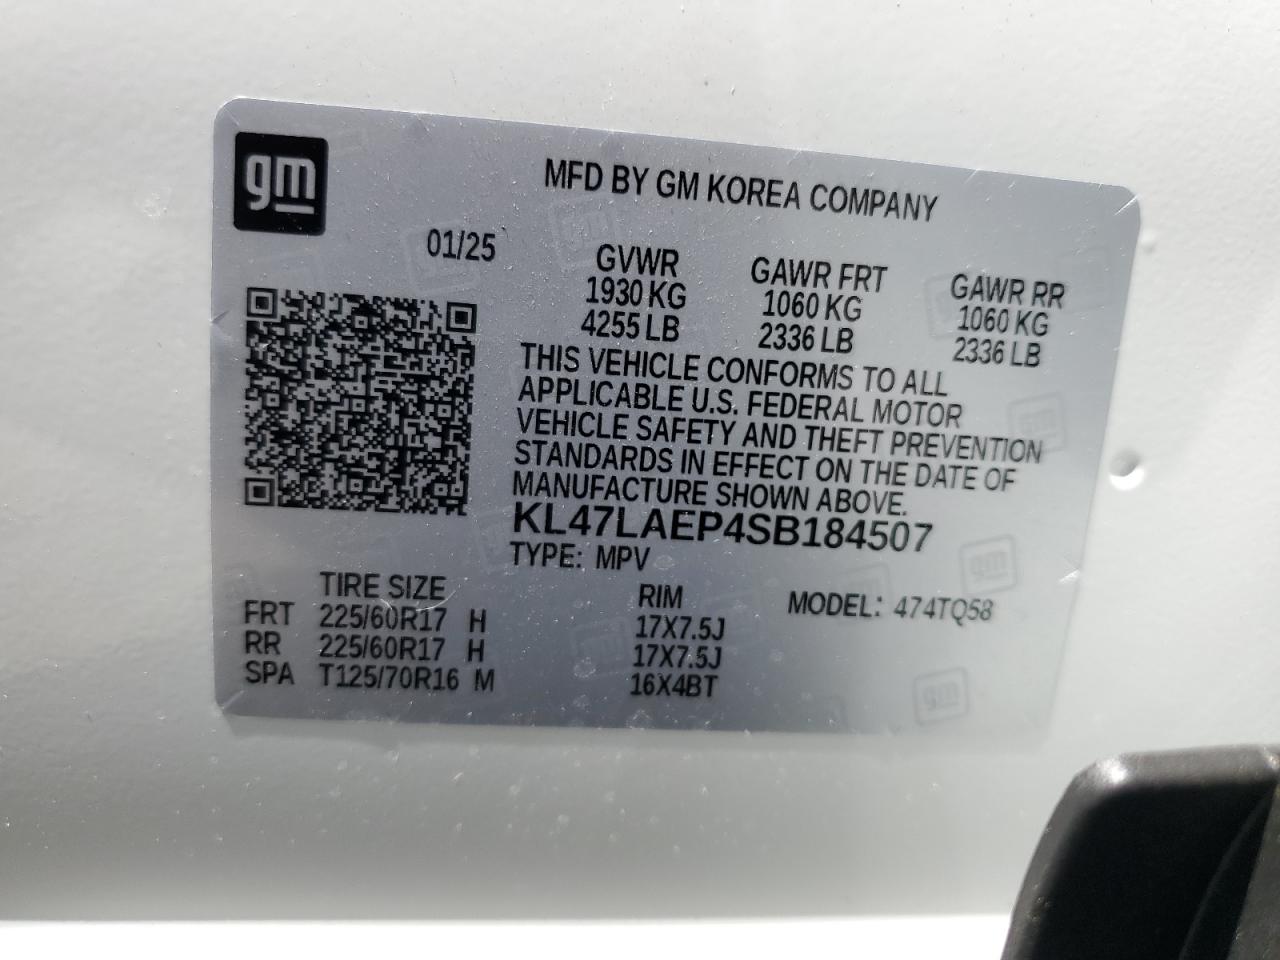 gm
MFD BY GM KOREA COMPANY
01/25
GVWR GAWR FRT GAWR RR
1930 KG 1060 KG 1060 KG
4255 LB 2336 LB 2336 LB
THIS VEHICLE CONFORMS TO ALL
APPLICABLE U.S. FEDERAL MOTOR
VEHICLE SAFETY AND THEFT PREVENTION
STANDARDS IN EFFECT ON THE DATE OF
MANUFACTURE SHOWN ABOVE.
KL47LAEP4SB184507
TYPE: MPV
TIRE SIZE RIM MODEL: 474TQ58
FRT 225/60R17 H 17X7.5J
RR 225/60R17 H 17X7.5J
SPA T125/70R16 M 16X4BT